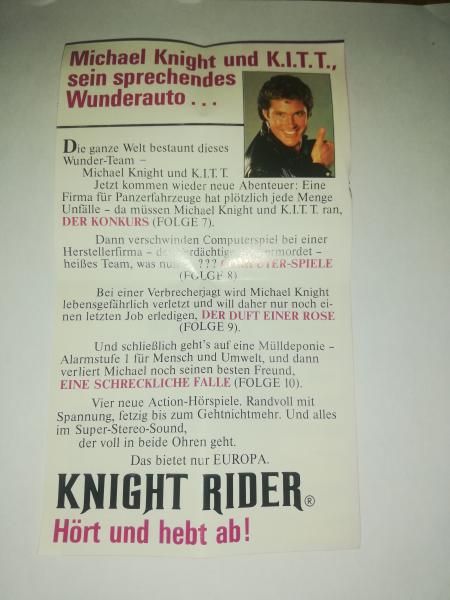 Michael Knight und K.I.T.T.,
sein sprechendes
Wunderauto . . .
Die ganze Welt bestaunt dieses
Wunder-Team –
Michael Knight und K.I.T.T.
Jetzt kommen wieder neue Abenteuer: Eine
Firma für Panzerfahrzeuge hat plötzlich jede Menge
Unfälle – da müssen Michael Knight und K.I.T.T. ran,
DER KONKURS (FOLGE 7).
Dann verschwinden Computerspiel bei einer
Herstellerfirma – ermordet –
heißes Team, was ???
(FOLGE 8)
Bei einer Verbrecherjagt wird Michael Knight
lebensgefährlich verletzt und will daher nur noch ei-
nen letzten Job erledigen, DER DUFT EINER ROSE
(FOLGE 9).
Und schließlich geht's auf eine Mülldeponie –
Alarmstufe 1 für Mensch und Umwelt, und dann
verliert Michael noch seinen besten Freund,
EINE SCHRECKLICHE FALLE (FOLGE 10).
Vier neue Action-Hörspiele. Randvoll mit
Spannung, fetzig bis zum Gehtnichtmehr. Und alles
im Super-Stereo-Sound,
der voll in beide Ohren geht.
Das bietet nur EUROPA.
KNIGHT RIDER®
Hört und hebt ab!